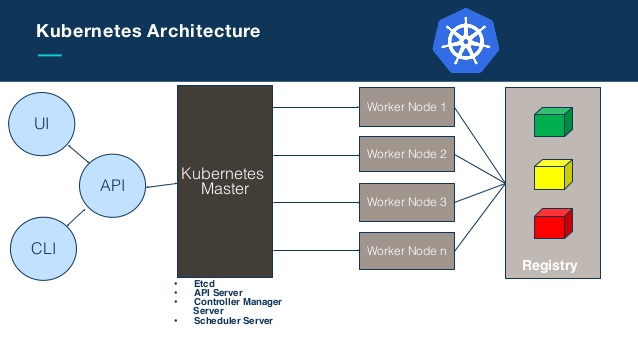 Kubernetes Architecture
UI
API
CLI
Kubernetes
Master
Worker Node 1
Worker Node 2
Worker Node 3
Worker Node n
Registry
• Etcd
• API Server
• Controller Manager
Server
• Scheduler Server